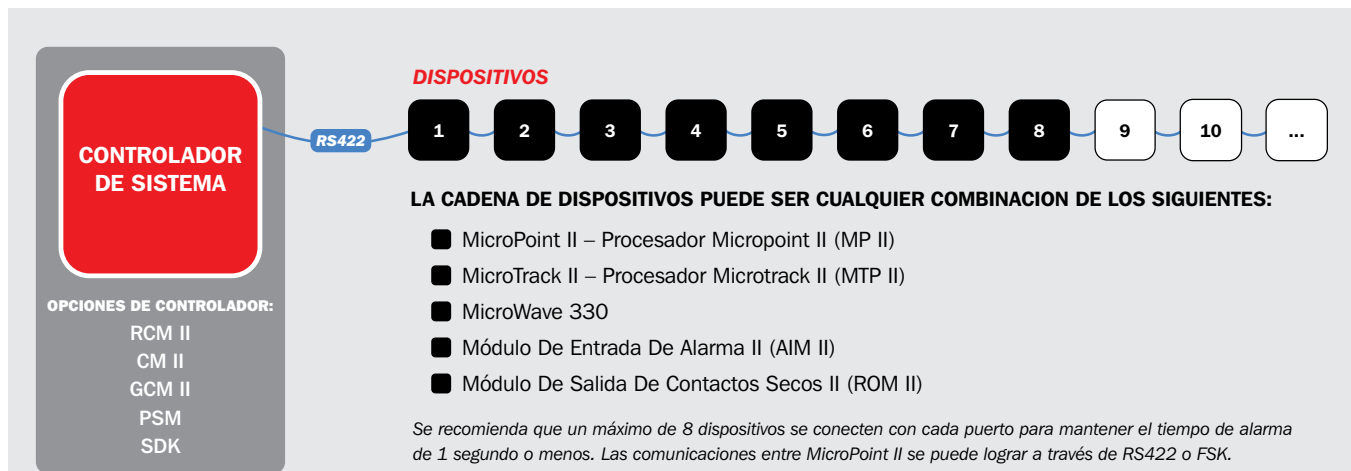 CONTROLADOR
DE SISTEMA
OPCIONES DE CONTROLADOR:
RCM II
CM II
GCM II
PSM
SDK
RS422
DISPOSITIVOS
1 2 3 4 5 6 7 8 9 10 ...
LA CADENA DE DISPOSITIVOS PUEDE SER CUALQUIER COMBINACION DE LOS SIGUIENTES:
MicroPoint II – Procesador Micropoint II (MP II)
MicroTrack II – Procesador Microtrack II (MTP II)
MicroWave 330
Módulo De Entrada De Alarma II (AIM II)
Módulo De Salida De Contactos Secos II (ROM II)
Se recomienda que un máximo de 8 dispositivos se conecten con cada puerto para mantener el tiempo de alarma
de 1 segundo o menos. Las comunicaciones entre MicroPoint II se puede lograr a través de RS422 o FSK.